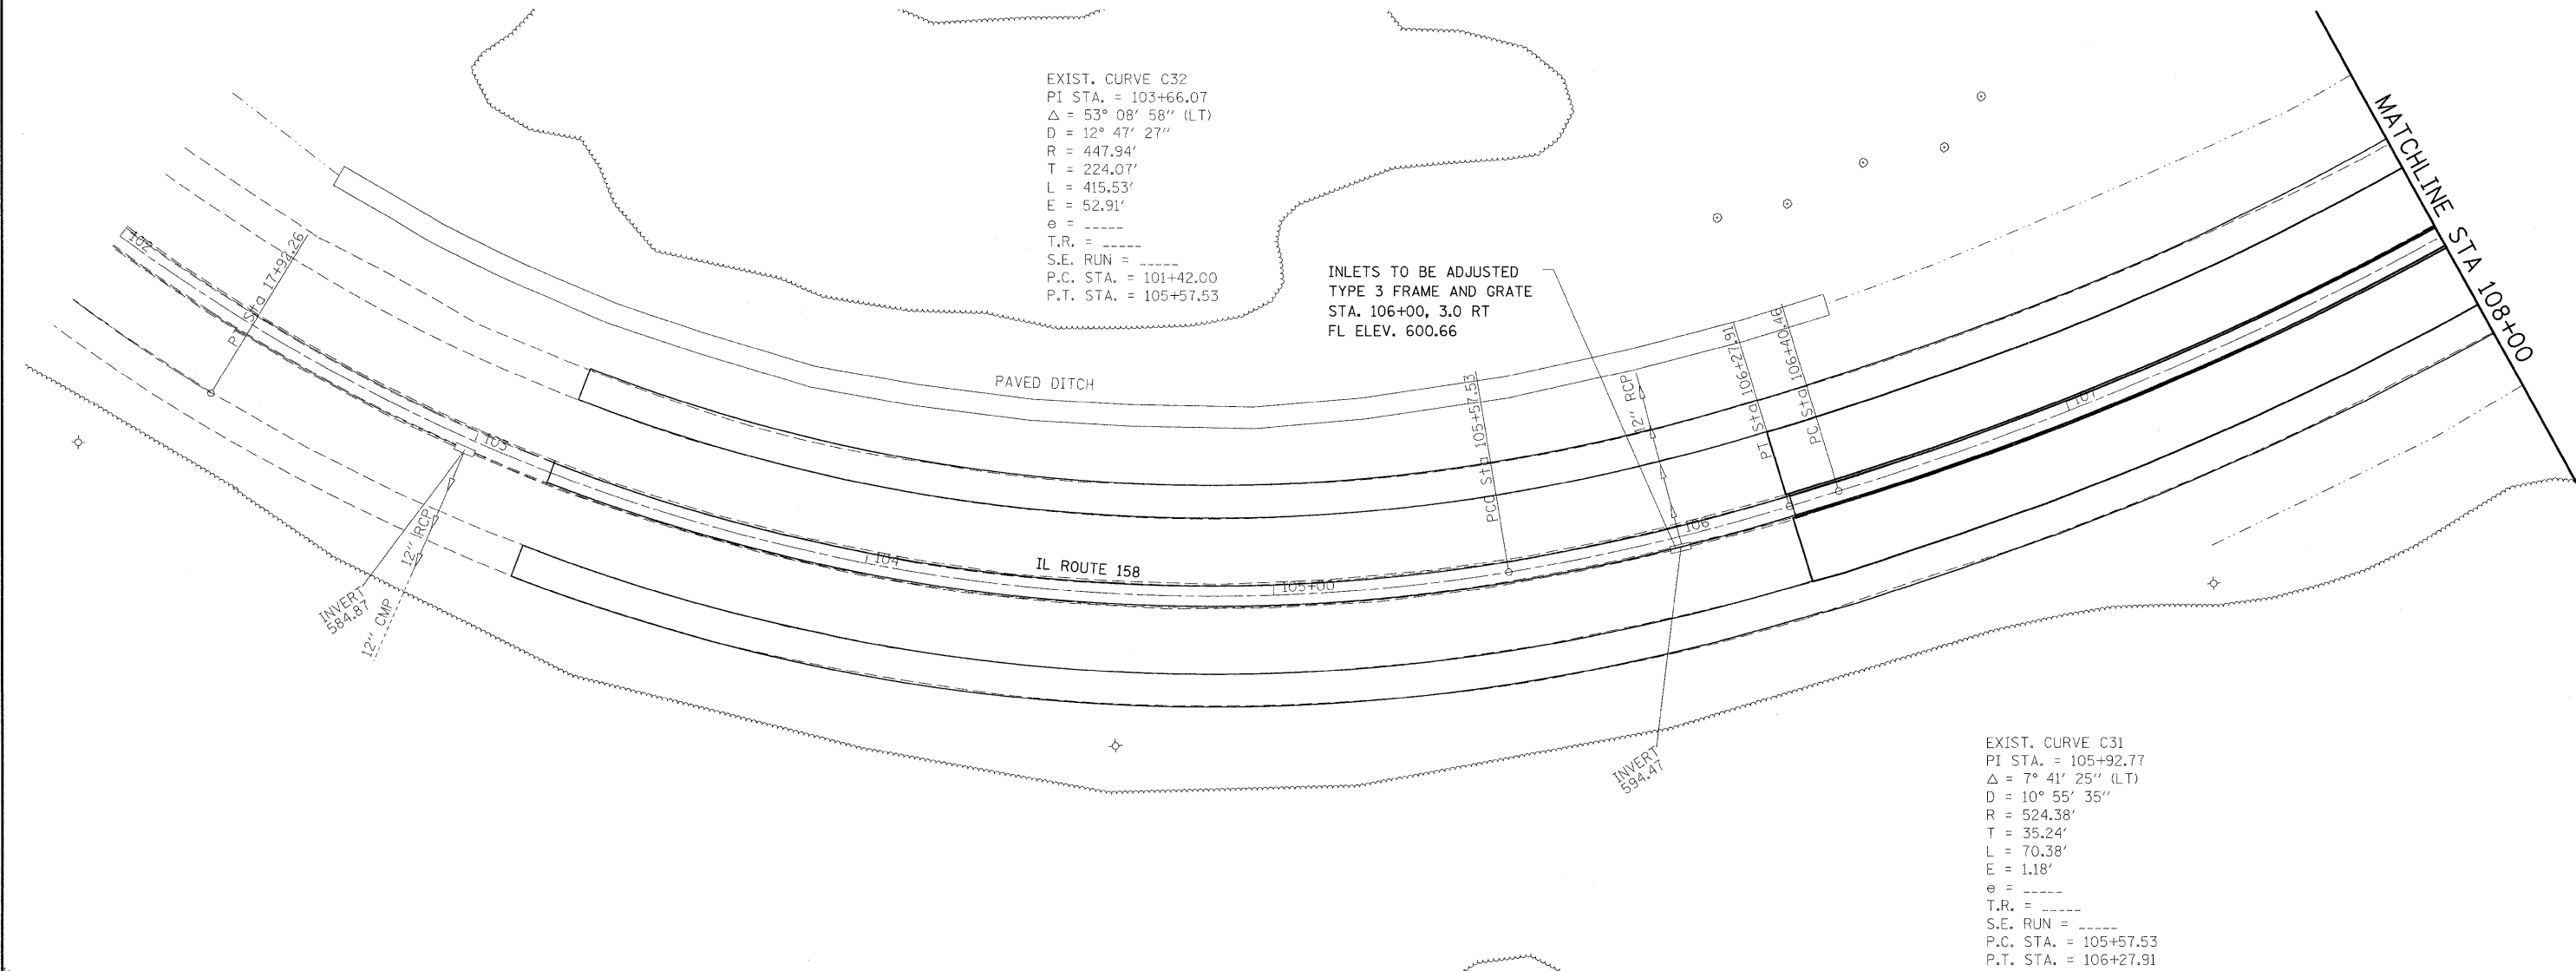 EXIST. CURVE C32
PI STA. = 103+66.07
Δ = 53° 08' 58'' (LT)
D = 12° 47' 27''
R = 447.94'
T = 224.07'
L = 415.53'
E = 52.91'
e = _____
T.R. = _____
S.E. RUN = _____
P.C. STA. = 101+42.00
P.T. STA. = 105+57.53
MATCHLINE STA 108+00
INLETS TO BE ADJUSTED
TYPE 3 FRAME AND GRATE
STA. 106+00, 3.0 RT
FL ELEV. 600.66
102
PT Sta 17+92.26
PAVED DITCH
PCC Sta 105+57.53
12'' RCP
PT Sta 106+27.91
PC Sta 106+40.46
107
103
104
IL ROUTE 158
105+00
106
12'' RCP
INVERT
584.87
12'' CMP
INVERT
594.47
EXIST. CURVE C31
PI STA. = 105+92.77
Δ = 7° 41' 25'' (LT)
D = 10° 55' 35''
R = 524.38'
T = 35.24'
L = 70.38'
E = 1.18'
e = _____
T.R. = _____
S.E. RUN = _____
P.C. STA. = 105+57.53
P.T. STA. = 106+27.91